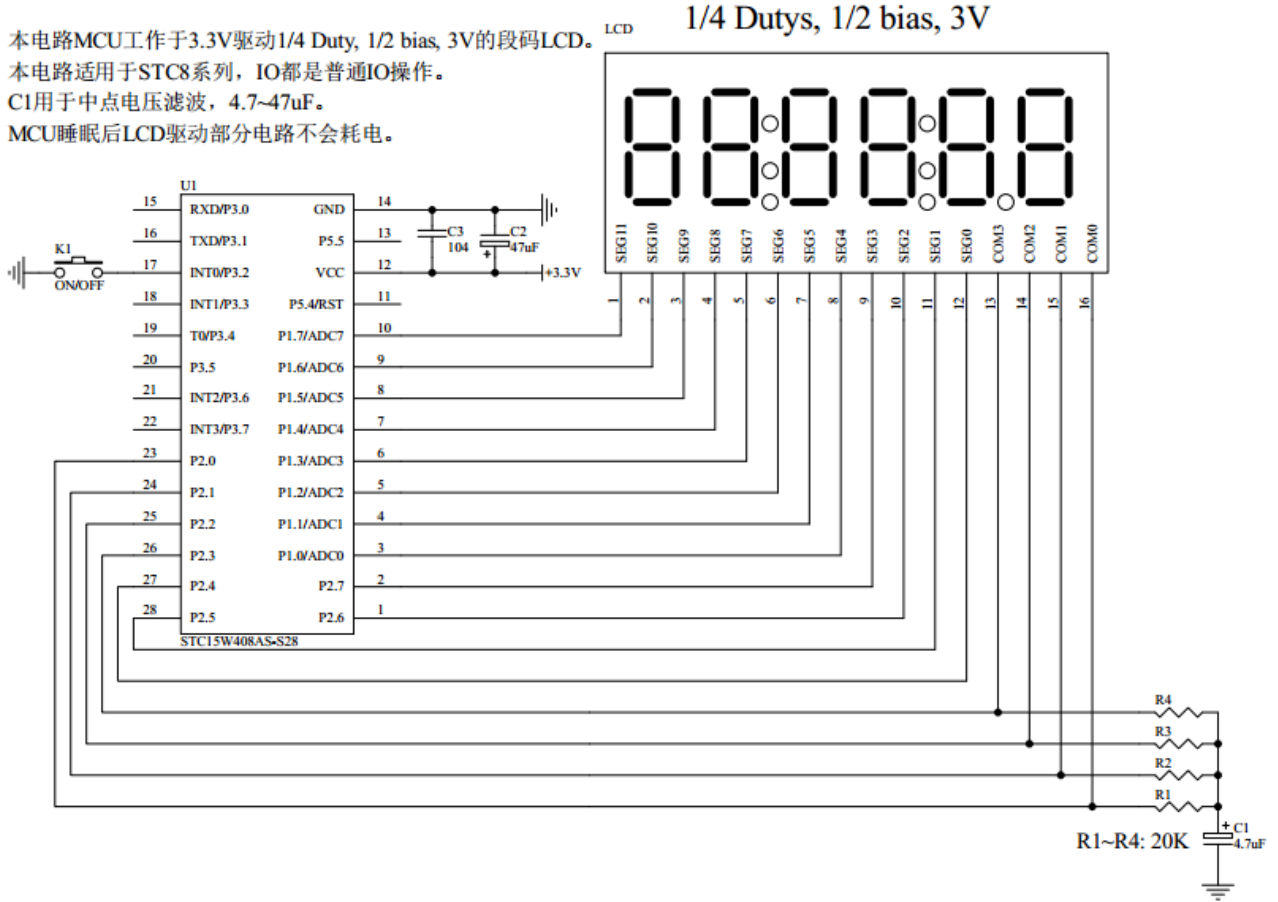 1/4 Dutys, 1/2 bias, 3V
LCD
本电路MCU工作于3.3V驱动1/4 Duty, 1/2 bias, 3V的段码LCD。
本电路适用于STC8系列，IO都是普通IO操作。
C1用于中点电压滤波，4.7~47uF。
MCU睡眠后LCD驱动部分电路不会耗电。
U1
15 RXD/P3.0 GND 14
16 TXD/P3.1 P5.5 13
17 INT0/P3.2 VCC 12
18 INT1/P3.3 P5.4/RST 11
19 T0/P3.4 P1.7/ADC7 10
20 P3.5 P1.6/ADC6 9
21 INT2/P3.6 P1.5/ADC5 8
22 INT3/P3.7 P1.4/ADC4 7
23 P2.0 P1.3/ADC3 6
24 P2.1 P1.2/ADC2 5
25 P2.2 P1.1/ADC1 4
26 P2.3 P1.0/ADC0 3
27 P2.4 P2.7 2
28 P2.5 P2.6 1
STC15W408AS-S28
K1
ON/OFF
C3
104
C2
47uF
+
+3.3V
SEG11 SEG10 SEG9 SEG8 SEG7 SEG6 SEG5 SEG4 SEG3 SEG2 SEG1 SEG0 COM3 COM2 COM1 COM0
1 2 3 4 5 6 7 8 9 10 11 12 13 14 15 16
R4
R3
R2
R1
R1~R4: 20K
+
C1
4.7uF